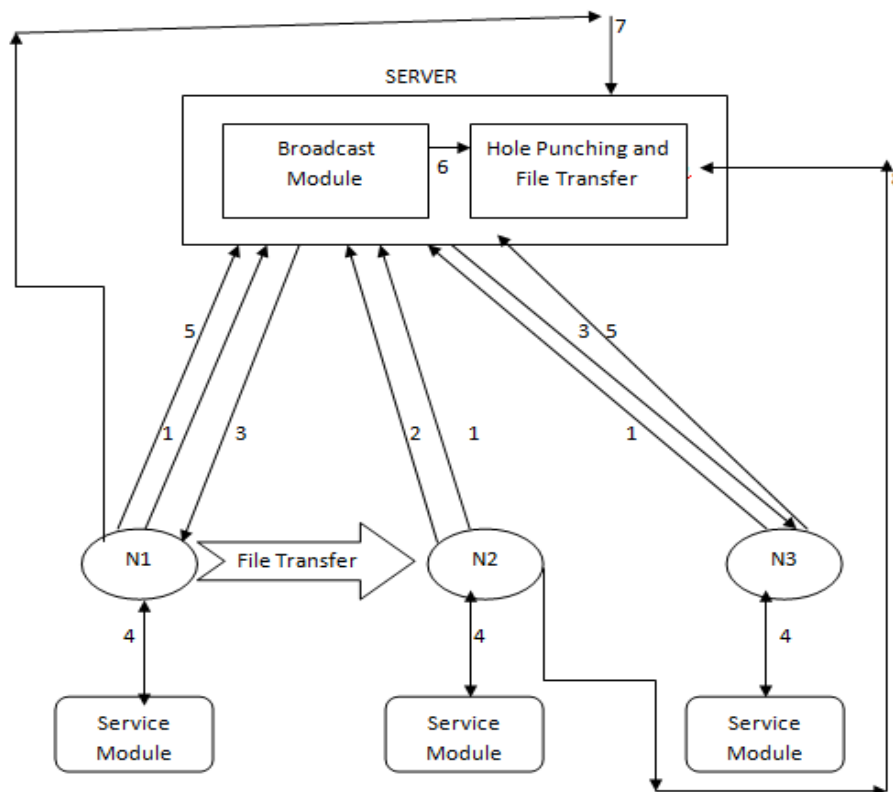 7
SERVER
Broadcast
Module
6
Hole Punching and
File Transfer
5
3 5
1
3
2
1
1
N1
File Transfer
N2
N3
4
4
4
Service
Module
Service
Module
Service
Module